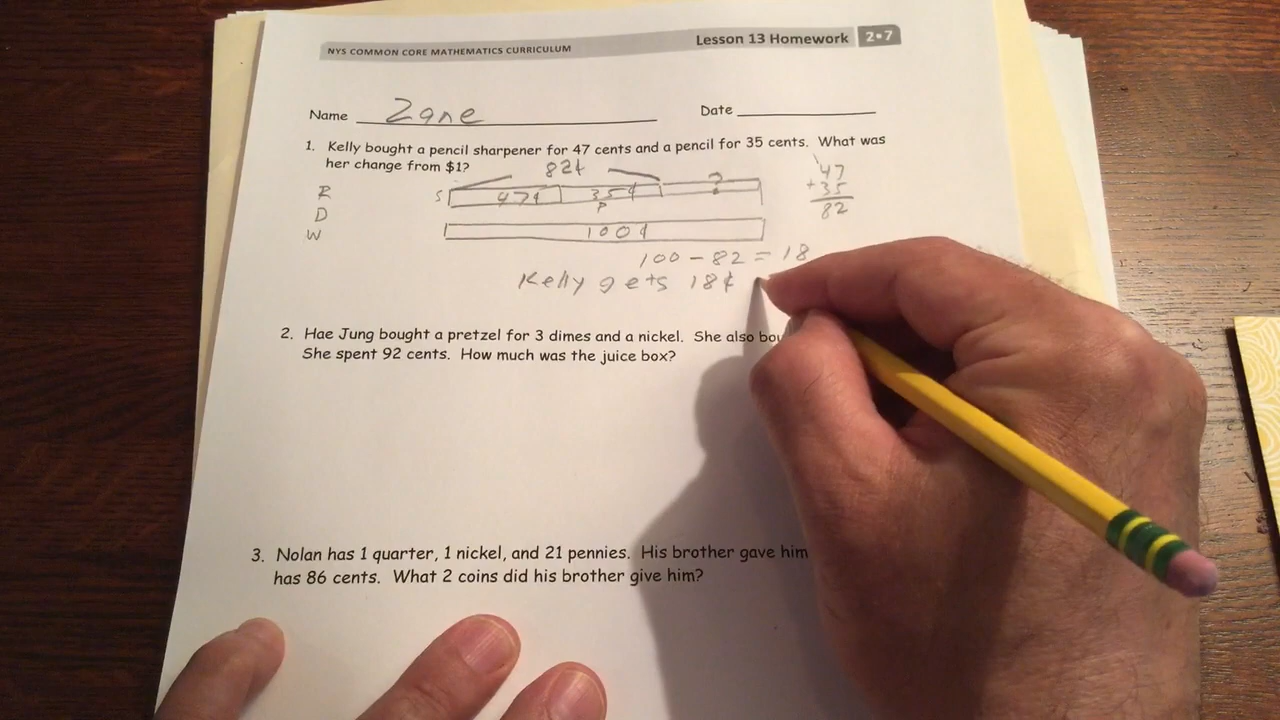 NYS COMMON CORE MATHEMATICS CURRICULUM
Lesson 13 Homework 2•7
Name Zane
Date
1. Kelly bought a pencil sharpener for 47 cents and a pencil for 35 cents. What was
her change from $1?
82¢
R
D
W
S 47¢ 35¢ ?
P
100¢
47
+35
82
100 - 82 = 18
Kelly gets 18¢
2. Hae Jung bought a pretzel for 3 dimes and a nickel. She also
She spent 92 cents. How much was the juice box?
3. Nolan has 1 quarter, 1 nickel, and 21 pennies. His brother gave him
has 86 cents. What 2 coins did his brother give him?